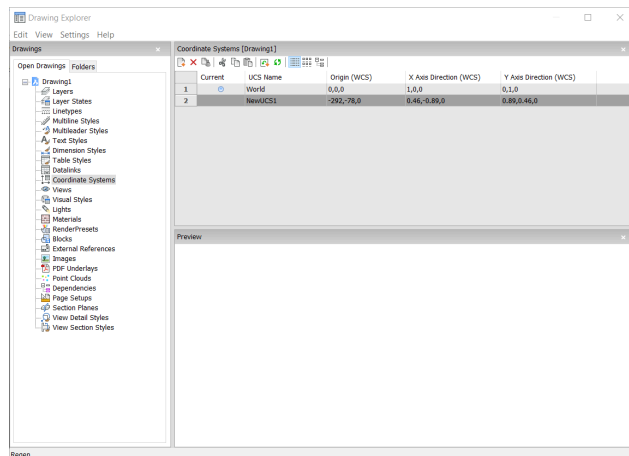 Drawing Explorer
Edit View Settings Help
Drawings
Open Drawings Folders
Drawing1
Layers
Layer States
Linetypes
Multiline Styles
Multileader Styles
Text Styles
Dimension Styles
Table Styles
Datalinks
Coordinate Systems
Views
Visual Styles
Lights
Materials
RenderPresets
Blocks
External References
Images
PDF Underlays
Point Clouds
Dependencies
Page Setups
Section Planes
View Detail Styles
View Section Styles
Coordinate Systems [Drawing1]
Current UCS Name Origin (WCS) X Axis Direction (WCS) Y Axis Direction (WCS)
1 World 0,0,0 1,0,0 0,1,0
2 NewUCS1 -292,-78,0 0.46,-0.89,0 0.89,0.46,0
Preview
Regen